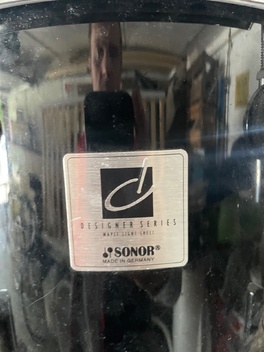 d
DESIGNER SERIES
MAPLE LIGHT SHELL
SONOR®
MADE IN GERMANY